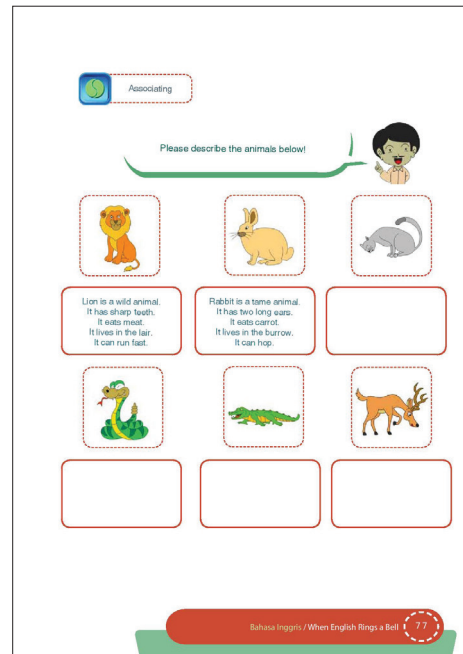 Associating
Please describe the animals below!
Lion is a wild animal.
It has sharp teeth.
It eats meat.
It lives in the lair.
It can run fast.
Rabbit is a tame animal.
It has two long ears.
It eats carrot.
It lives in the burrow.
It can hop.
Bahasa Inggris / When English Rings a Bell 77